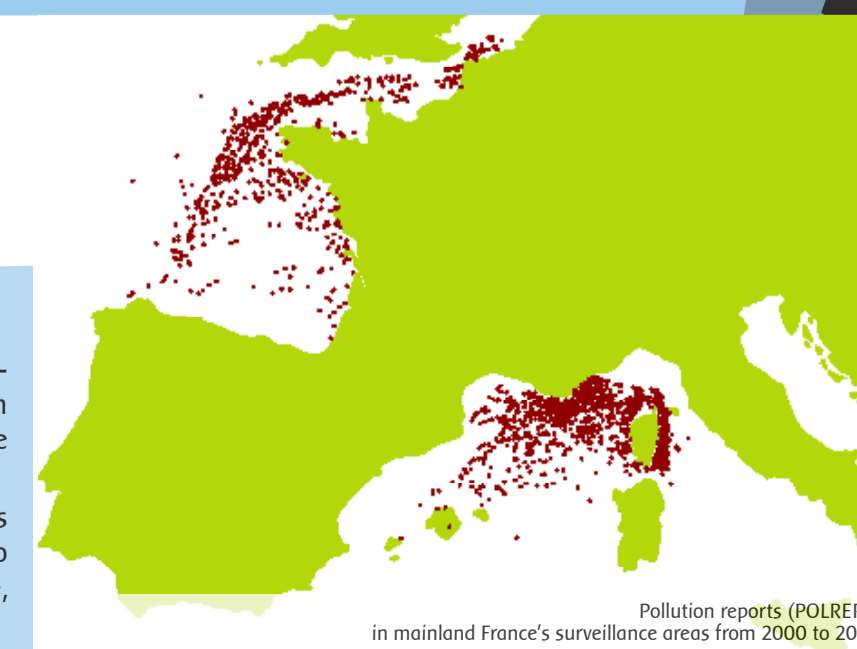 -
n
e
s
o
,
Pollution reports (POLREP
in mainland France's surveillance areas from 2000 to 20